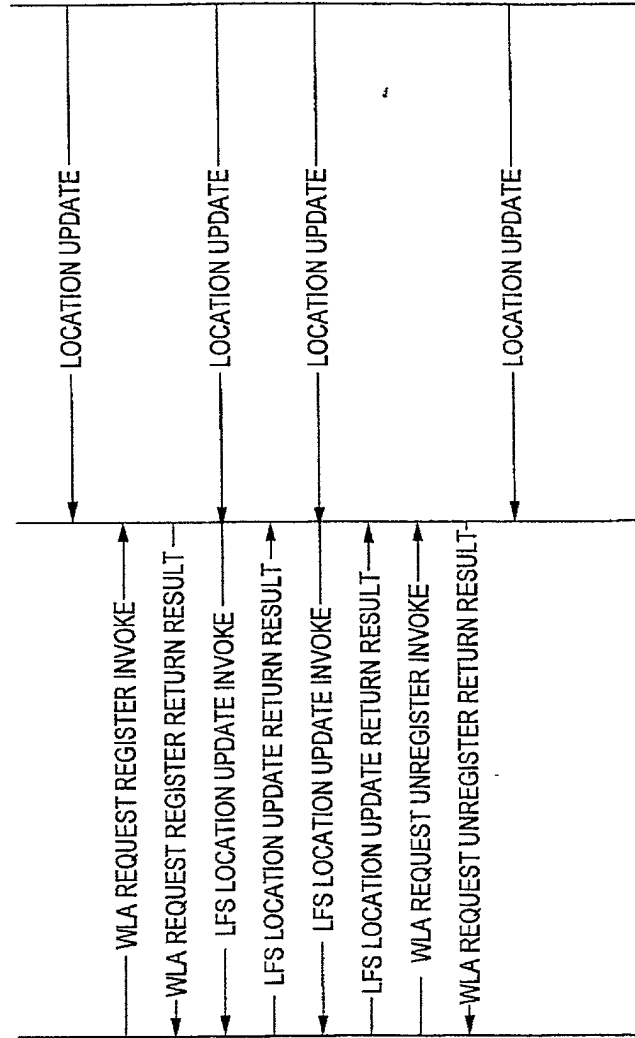 LOCATION UPDATE
WLA REQUEST REGISTER INVOKE
WLA REQUEST REGISTER RETURN RESULT
LOCATION UPDATE
LFS LOCATION UPDATE INVOKE
LFS LOCATION UPDATE RETURN RESULT
LOCATION UPDATE
LFS LOCATION UPDATE INVOKE
LFS LOCATION UPDATE RETURN RESULT
WLA REQUEST UNREGISTER INVOKE
WLA REQUEST UNREGISTER RETURN RESULT
LOCATION UPDATE